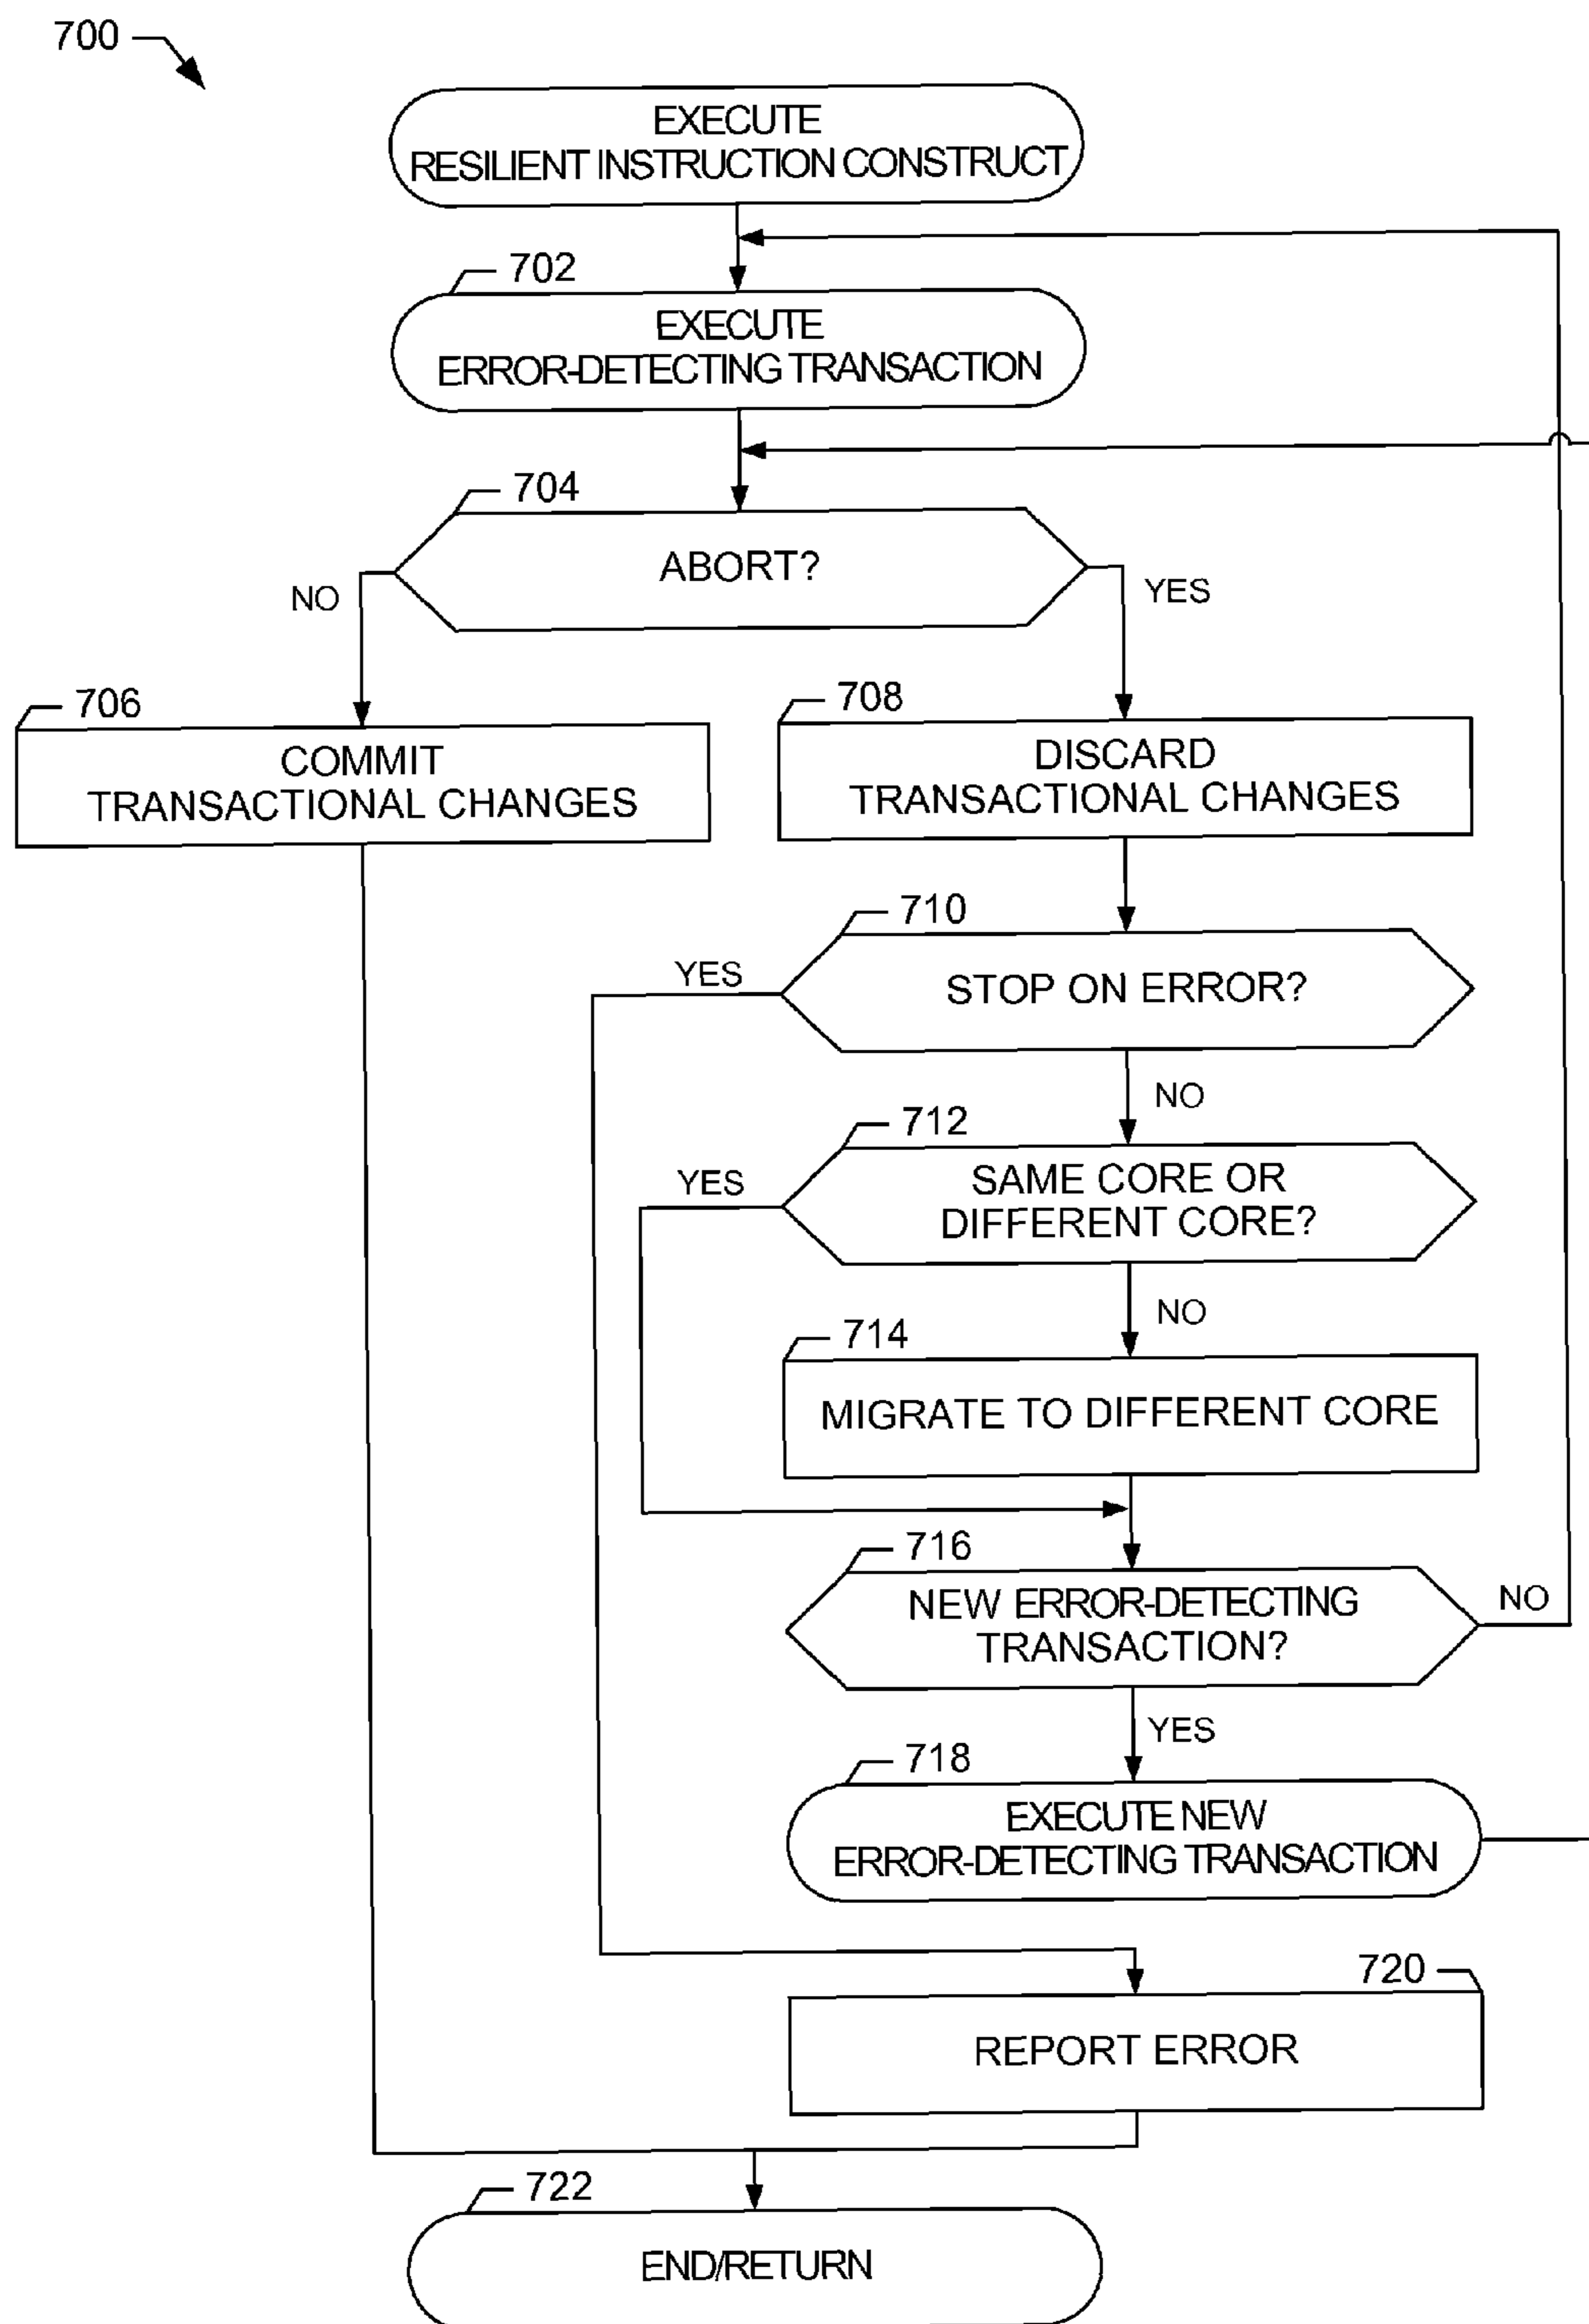 700
EXECUTE
RESILIENT INSTRUCTION CONSTRUCT
702
EXECUTE
ERROR-DETECTING TRANSACTION
704
ABORT?
NO
YES
706
COMMIT
TRANSACTIONAL CHANGES
708
DISCARD
TRANSACTIONAL CHANGES
710
YES
STOP ON ERROR?
NO
712
YES
SAME CORE OR
DIFFERENT CORE?
NO
714
MIGRATE TO DIFFERENT CORE
716
NEW ERROR-DETECTING
TRANSACTION?
NO
YES
718
EXECUTE NEW
ERROR-DETECTING TRANSACTION
720
REPORT ERROR
722
END/RETURN